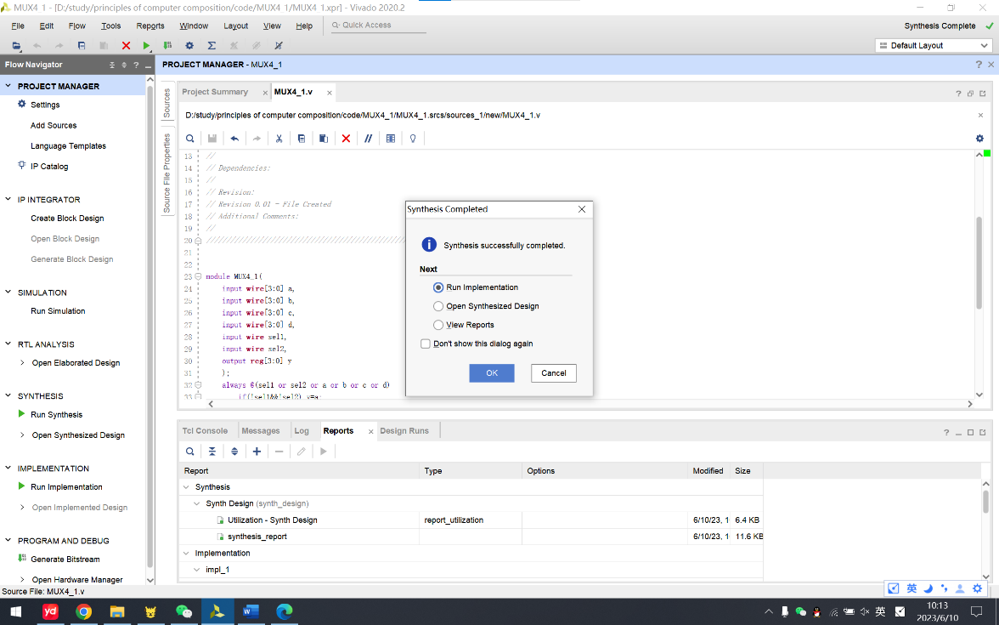 MUX4_1 - [D:/study/principles of computer composition/code/MUX4_1/MUX4_1.xpr] - Vivado 2020.2
File Edit Flow Tools Reports Window Layout View Help Quick Access
Synthesis Complete
Default Layout
Flow Navigator
PROJECT MANAGER
Settings
Add Sources
Language Templates
IP Catalog
IP INTEGRATOR
Create Block Design
Open Block Design
Generate Block Design
SIMULATION
Run Simulation
RTL ANALYSIS
Open Elaborated Design
SYNTHESIS
Run Synthesis
Open Synthesized Design
IMPLEMENTATION
Run Implementation
Open Implemented Design
PROGRAM AND DEBUG
Generate Bitstream
Open Hardware Manager
PROJECT MANAGER - MUX4_1
Sources
Source File Properties
Project Summary MUX4_1.v
D:/study/principles of computer composition/code/MUX4_1/MUX4_1.srcs/sources_1/new/MUX4_1.v
13 //
14 // Dependencies:
15 //
16 // Revision:
17 // Revision 0.01 - File Created
18 // Additional Comments:
19 //
20 //////////////////////////////////////////
21
22
23 module MUX4_1(
24 input wire[3:0] a,
25 input wire[3:0] b,
26 input wire[3:0] c,
27 input wire[3:0] d,
28 input wire sel1,
29 input wire sel2,
30 output reg[3:0] y
31 );
32 always @(sel1 or sel2 or a or b or c or d)
33 if(!sel1&&!sel2) y=a;
Synthesis Completed
Synthesis successfully completed.
Next
Run Implementation
Open Synthesized Design
View Reports
Don't show this dialog again
OK Cancel
Tcl Console Messages Log Reports Design Runs
Report Type Options Modified Size
Synthesis
Synth Design (synth_design)
Utilization - Synth Design report_utilization 6/10/23, 1 6.4 KB
synthesis_report 6/10/23, 1 11.6 KB
Implementation
impl_1
Source File: MUX4_1.v
英
yd
W
英
10:13
2023/6/10